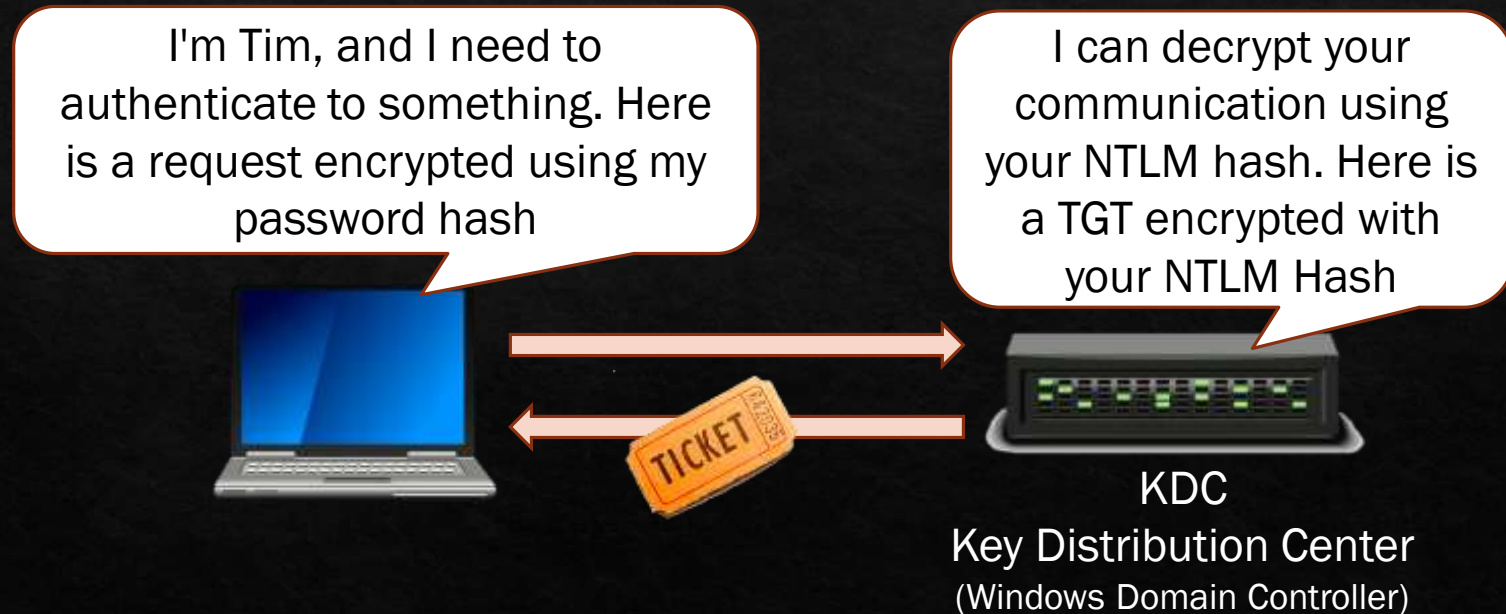 I'm Tim, and I need to
authenticate to something. Here
is a request encrypted using my
password hash
I can decrypt your
communication using
your NTLM hash. Here is
a TGT encrypted with
your NTLM Hash
TICKET
KDC
Key Distribution Center
(Windows Domain Controller)